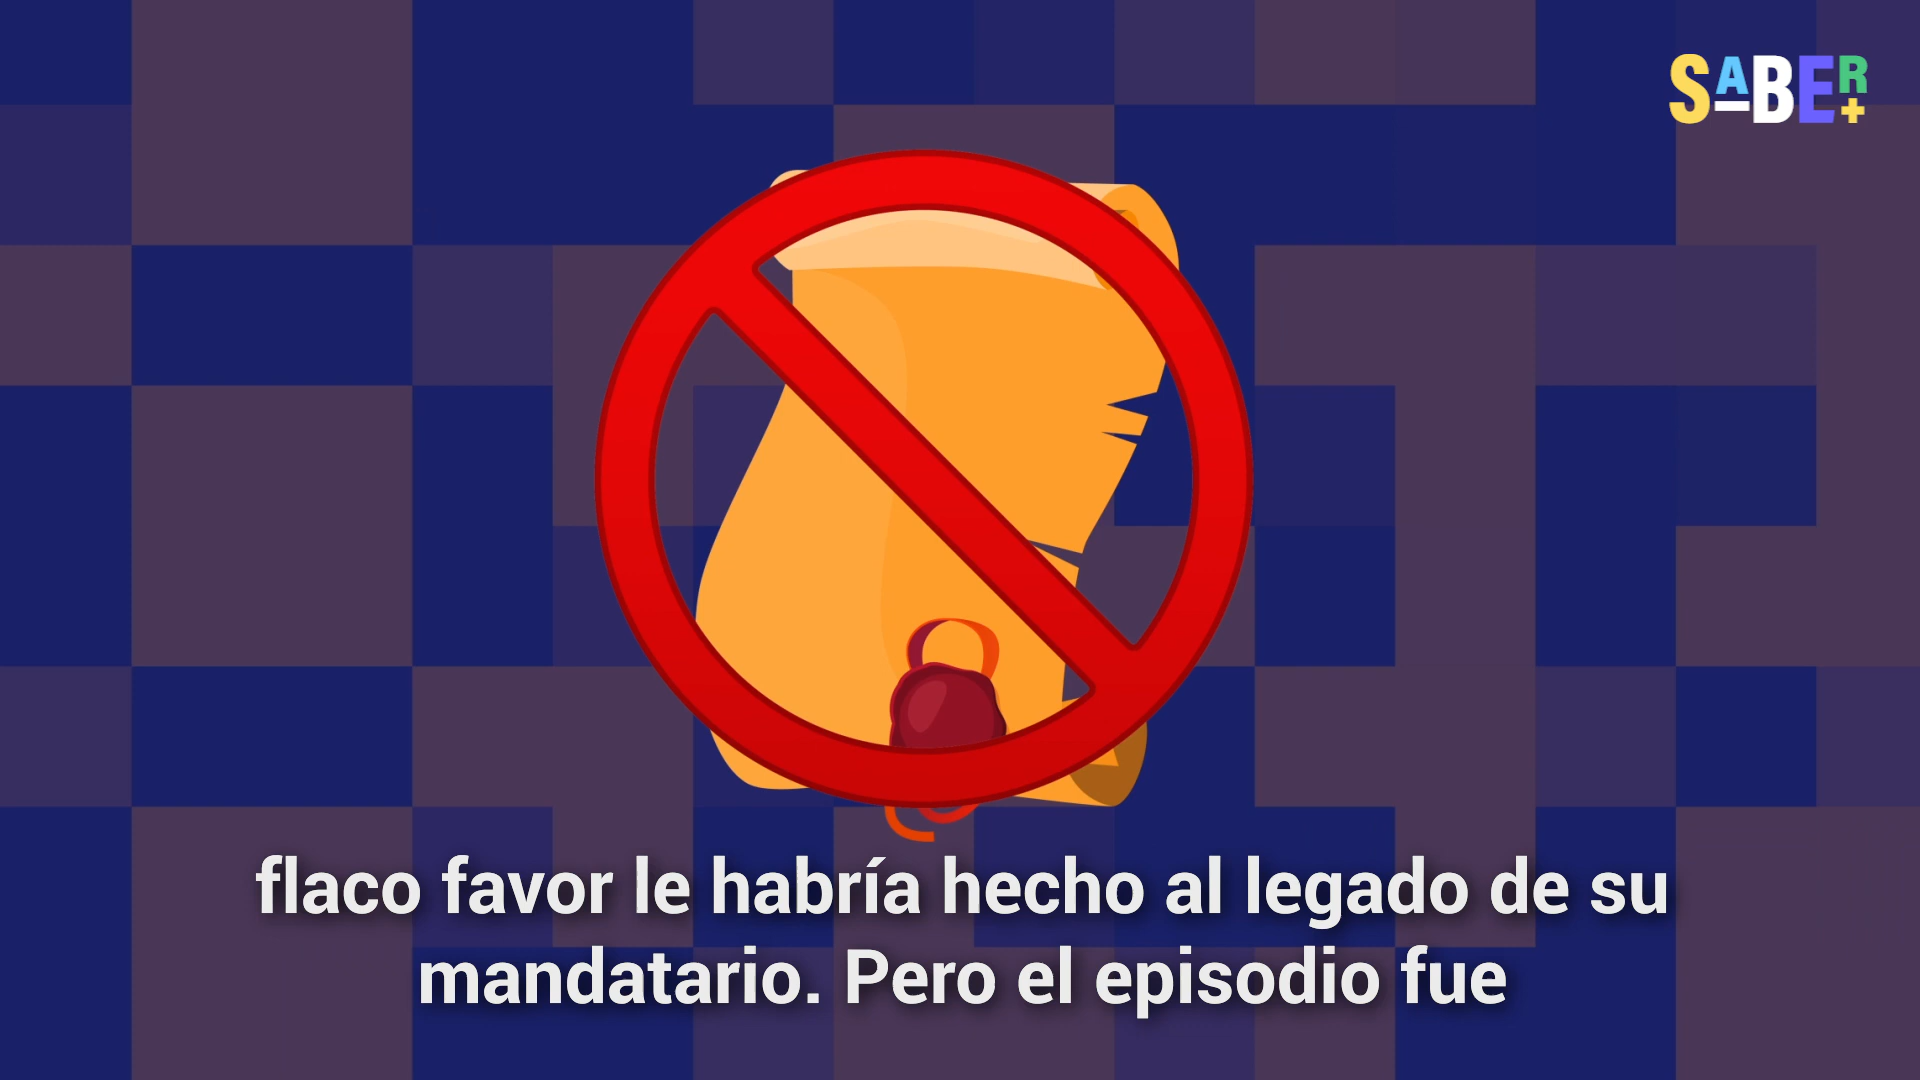 SABER+
flaco favor le habría hecho al legado de su
mandatario. Pero el episodio fue